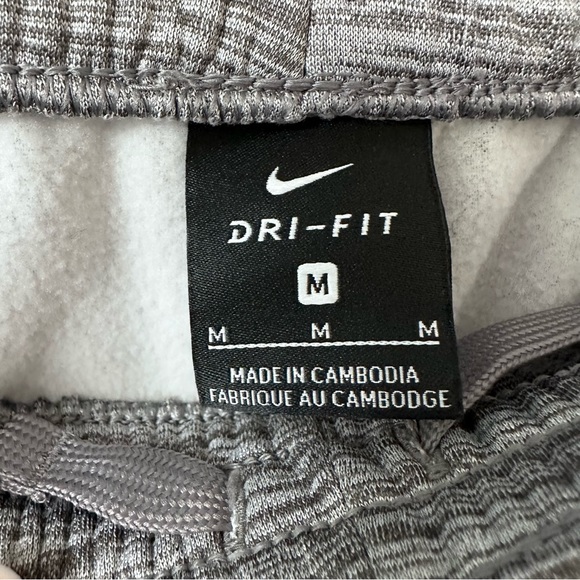 DRI-FIT
M
M M M
MADE IN CAMBODIA
FABRIQUE AU CAMBODGE